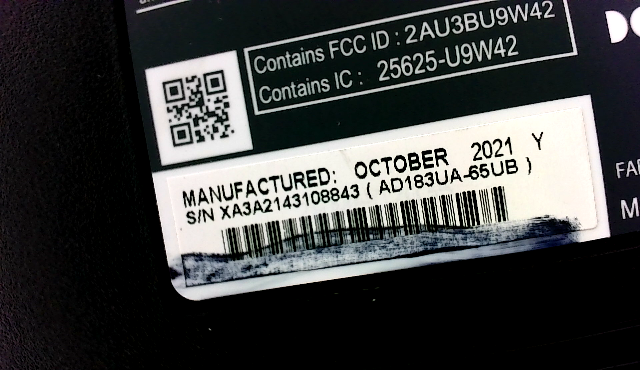 Contains FCC ID : 2AU3BU9W42
Contains IC : 25625-U9W42
MANUFACTURED: OCTOBER 2021 Y
S/N XA3A2143108843 ( AD183UA-65UB )